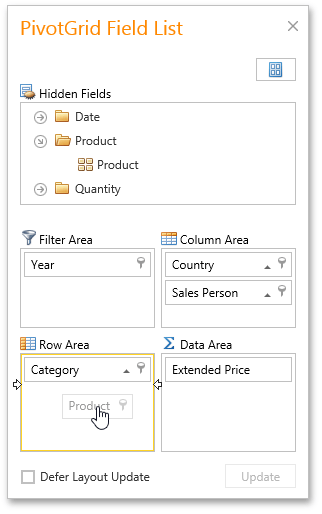 PivotGrid Field List
Hidden Fields
Date
Product
Product
Quantity
Filter Area
Year
Column Area
Country
Sales Person
Row Area
Category
Product
Data Area
Extended Price
Defer Layout Update
Update